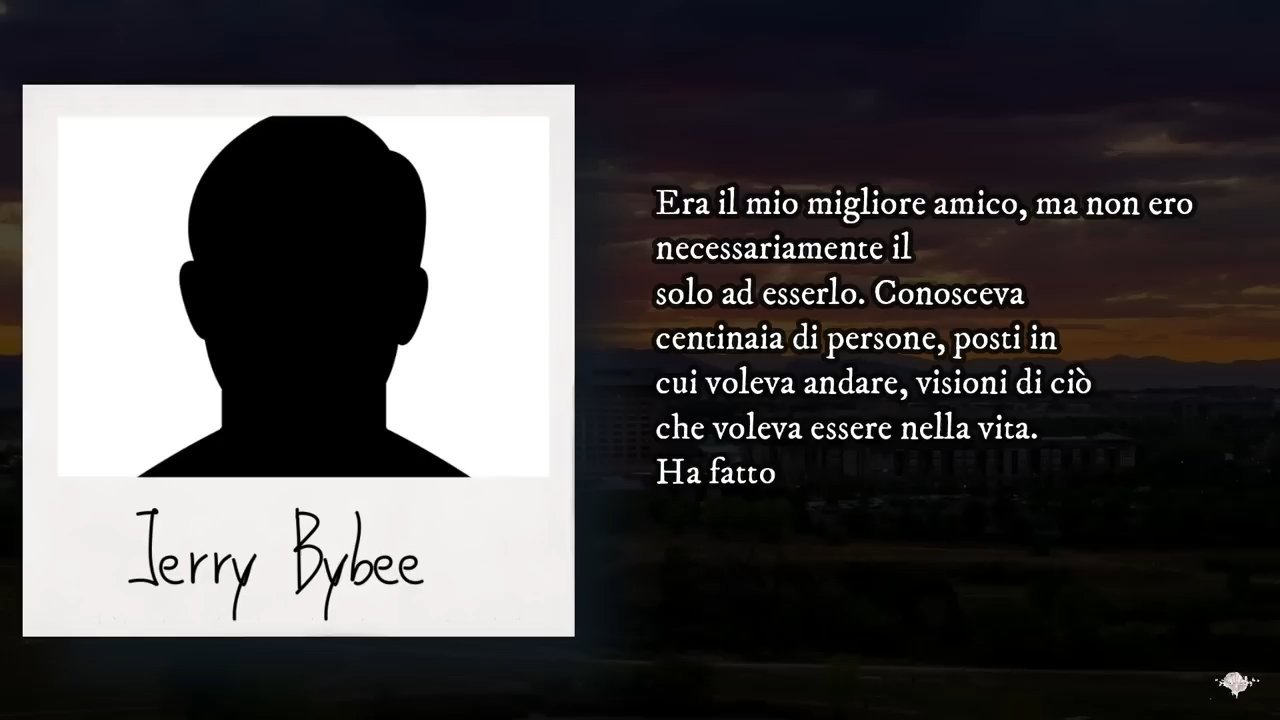 Era il mio migliore amico, ma non ero
necessariamente il
solo ad esserlo. Conosceva
centinaia di persone, posti in
cui voleva andare, visioni di ciò
che voleva essere nella vita.
Ha fatto
Jerry Bybee